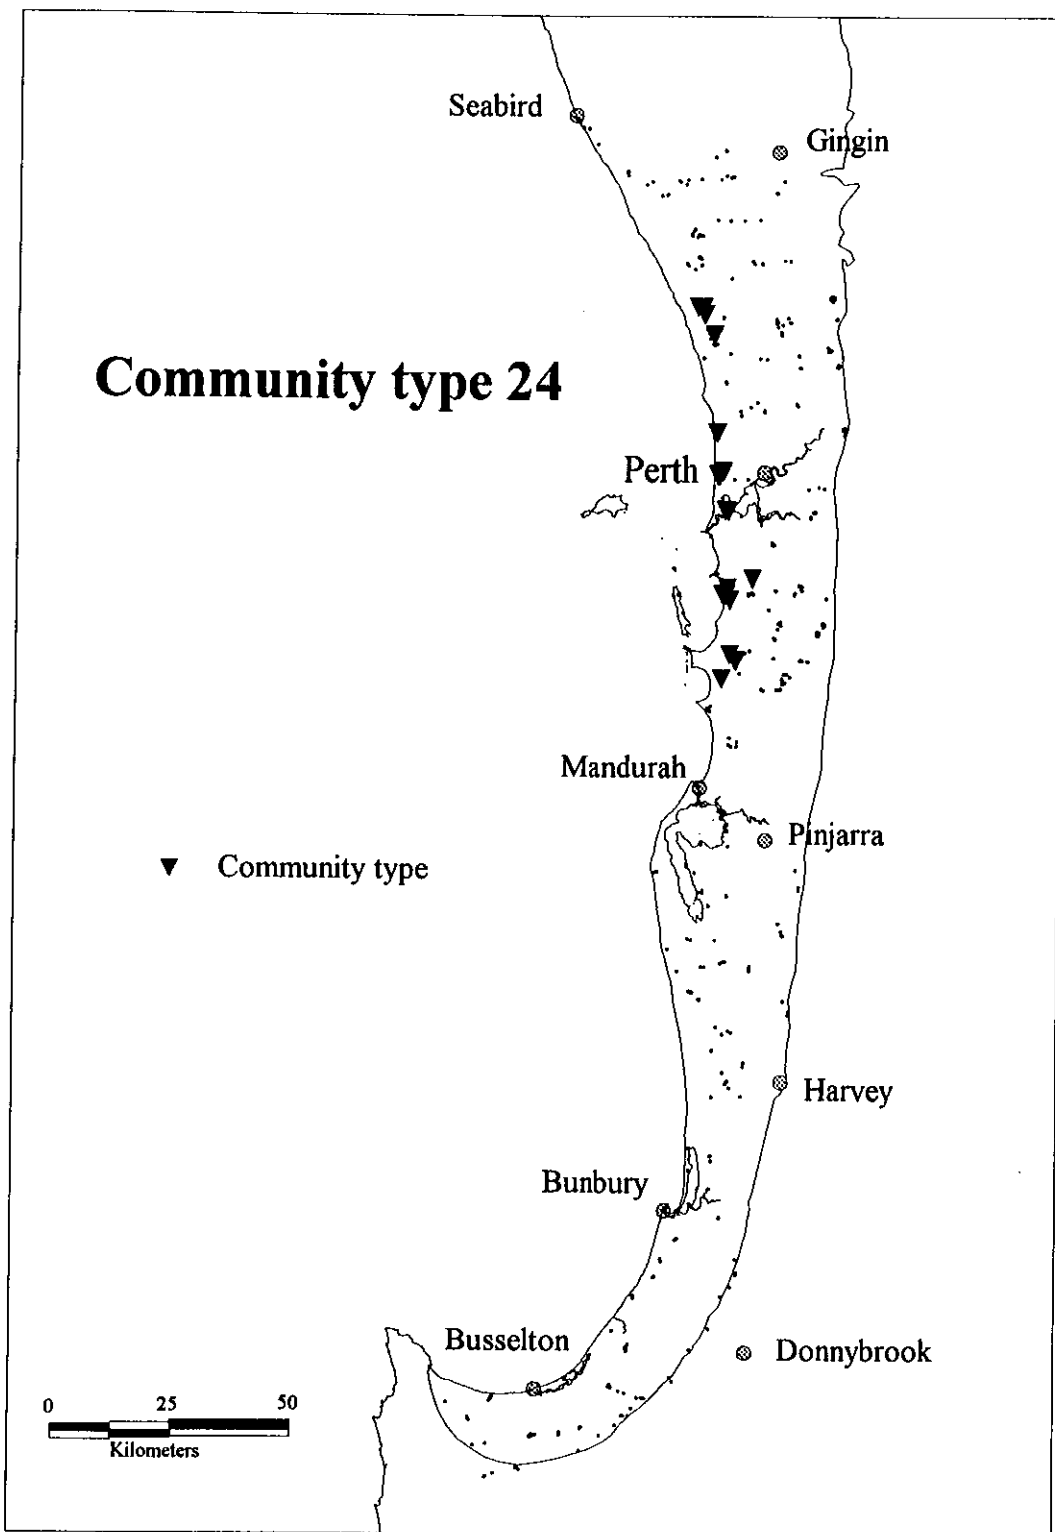 Seabird
Gingin
Community type 24
Perth
Mandurah
Pinjarra
Community type
Harvey
Bunbury
Busselton
Donnybrook
0 25 50
Kilometers